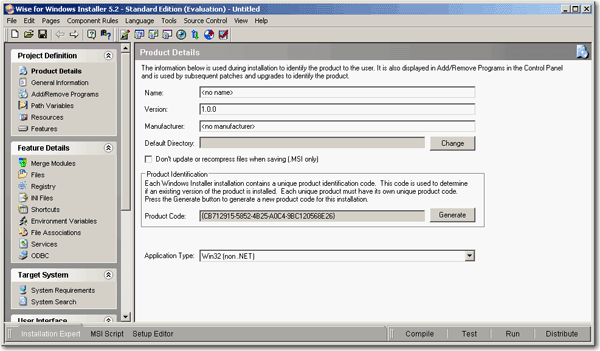 Wise for Windows Installer 5.2 - Standard Edition (Evaluation) - Untitled
File Edit Pages Component Rules Language Tools Source Control View Help
Project Definition
Product Details
General Information
Add/Remove Programs
Path Variables
Resources
Features
Feature Details
Merge Modules
Files
Registry
INI Files
Shortcuts
Environment Variables
File Associations
Services
ODBC
Target System
System Requirements
System Search
User Interface
Product Details
The information below is used during installation to identify the product to the user. It is also displayed in Add/Remove Programs in the Control Panel
and is used by subsequent patches and upgrades to identify the product.
Name: <no name>
Version: 1.0.0
Manufacturer: <no manufacturer>
Default Directory: Change
Don't update or recompress files when saving (.MSI only)
Product Identification
Each Windows Installer installation contains a unique product identification code. This code is used to determine
if an existing version of the product is installed. Each unique product must have its own unique product code.
Press the Generate button to generate a new product code for this installation.
Product Code: {CB712915-5852-4B25-A0C4-9BC120568E26} Generate
Application Type: Win32 (non .NET)
Installation Expert MSI Script Setup Editor Compile Test Run Distribute